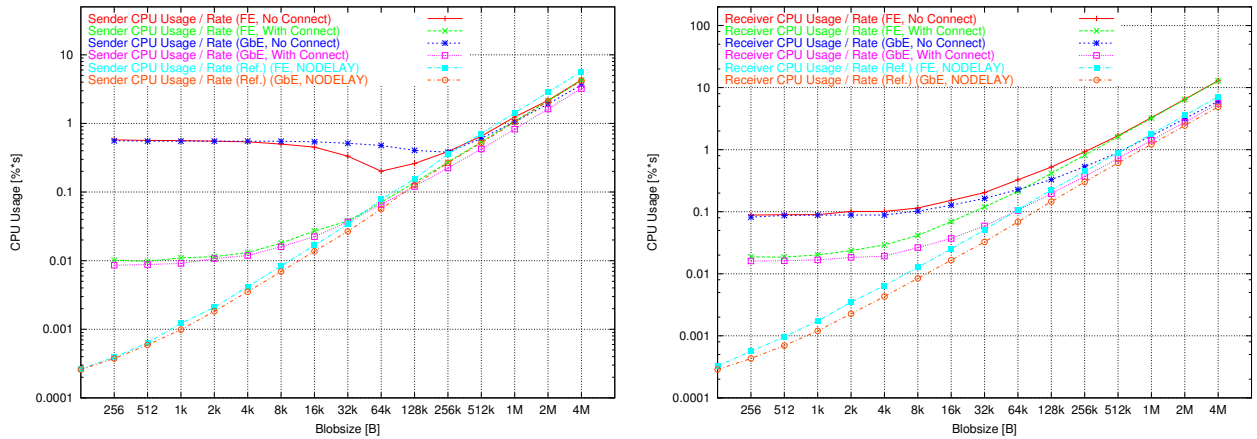 Sender CPU Usage / Rate (FE, No Connect)
Sender CPU Usage / Rate (FE, With Connect)
Sender CPU Usage / Rate (GbE, No Connect)
Sender CPU Usage / Rate (GbE, With Connect)
Sender CPU Usage / Rate (Ref.) (FE, NODELAY)
Sender CPU Usage / Rate (Ref.) (GbE, NODELAY)
10
1
0.1
0.01
0.001
0.0001
CPU Usage [%*s]
256 512 1k 2k 4k 8k 16k 32k 64k 128k 256k 512k 1M 2M 4M
Blobsize [B]
Receiver CPU Usage / Rate (FE, No Connect)
Receiver CPU Usage / Rate (FE, With Connect)
Receiver CPU Usage / Rate (GbE, No Connect)
Receiver CPU Usage / Rate (GbE, With Connect)
Receiver CPU Usage / Rate (Ref.) (FE, NODELAY)
Receiver CPU Usage / Rate (Ref.) (GbE, NODELAY)
100
10
1
0.1
0.01
0.001
0.0001
CPU Usage [%*s]
256 512 1k 2k 4k 8k 16k 32k 64k 128k 256k 512k 1M 2M 4M
Blobsize [B]